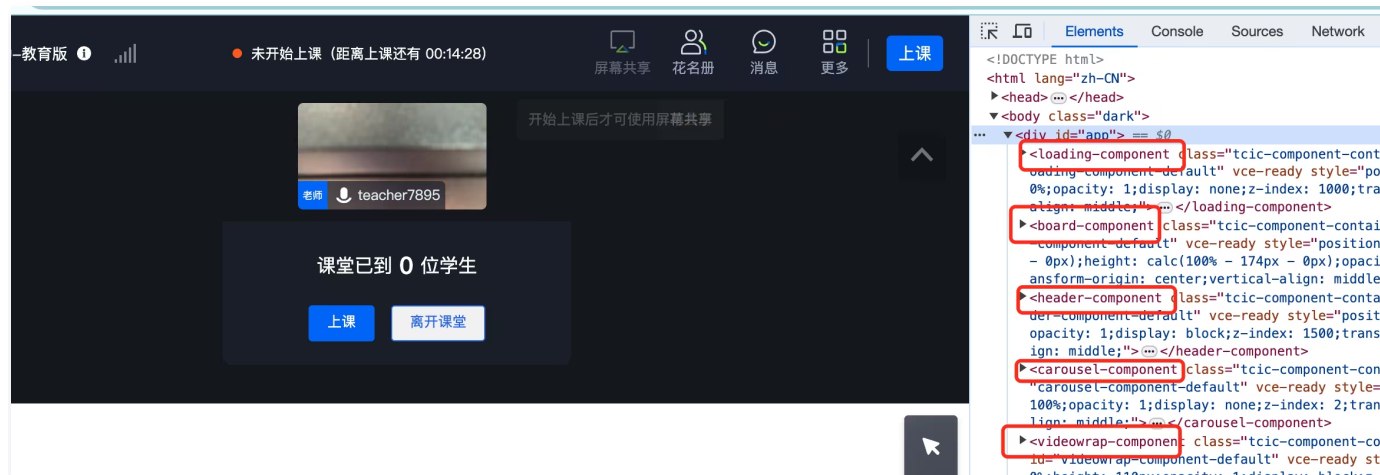 -教育版
未开始上课（距离上课还有 00:14:28）
屏幕共享
花名册
消息
更多
上课
开始上课后才可使用屏幕共享
老师 teacher7895
课堂已到 0 位学生
上课
离开课堂
Elements Console Sources Network
<!DOCTYPE html>
<html lang="zh-CN">
<head> </head>
<body class="dark">
<div id="app"> == $0
<loading-component class="tcic-component-cont
oading-component-default" vce-ready style="po
0%;opacity: 1;display: none;z-index: 1000;tra
align: middle;"> </loading-component>
<board-component class="tcic-component-contai
-component-default" vce-ready style="position
- 0px);height: calc(100% - 174px - 0px);opaci
ansform-origin: center;vertical-align: middle
<header-component class="tcic-component-conta
der-component-default" vce-ready style="posit
opacity: 1;display: block;z-index: 1500;trans
ign: middle;"> </header-component>
<carousel-component class="tcic-component-con
"carousel-component-default" vce-ready style=
100%;opacity: 1;display: none;z-index: 2;tran
lign: middle;"> </carousel-component>
<videowrap-component class="tcic-component-co
id="videowrap-component-default" vce-ready st